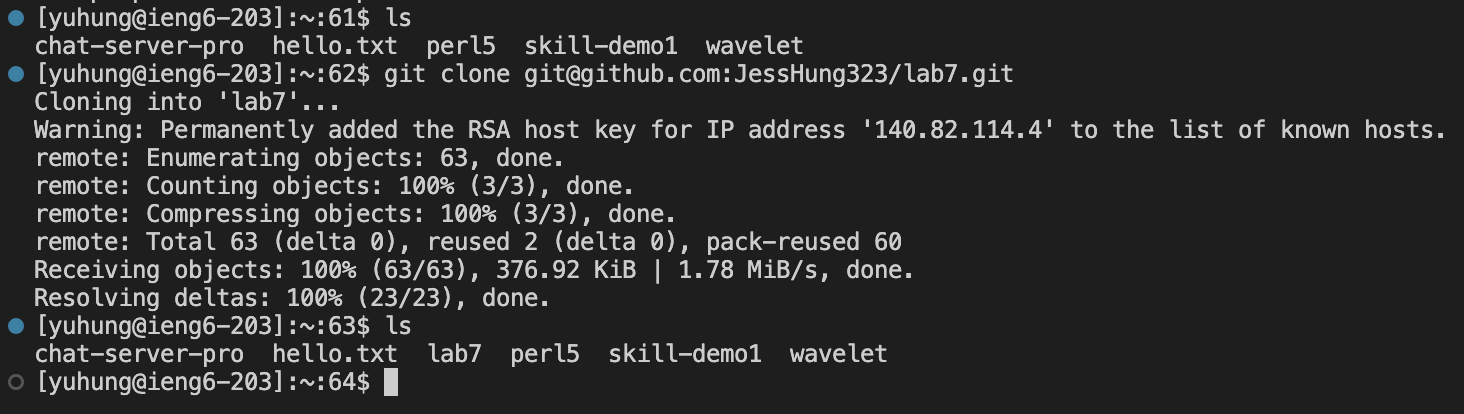 [yuhung@ieng6-203]:~:61$ ls
chat-server-pro  hello.txt  perl5  skill-demo1  wavelet
[yuhung@ieng6-203]:~:62$ git clone git@github.com:JessHung323/lab7.git
Cloning into 'lab7'...
Warning: Permanently added the RSA host key for IP address '140.82.114.4' to the list of known hosts.
remote: Enumerating objects: 63, done.
remote: Counting objects: 100% (3/3), done.
remote: Compressing objects: 100% (3/3), done.
remote: Total 63 (delta 0), reused 2 (delta 0), pack-reused 60
Receiving objects: 100% (63/63), 376.92 KiB | 1.78 MiB/s, done.
Resolving deltas: 100% (23/23), done.
[yuhung@ieng6-203]:~:63$ ls
chat-server-pro  hello.txt  lab7  perl5  skill-demo1  wavelet
[yuhung@ieng6-203]:~:64$